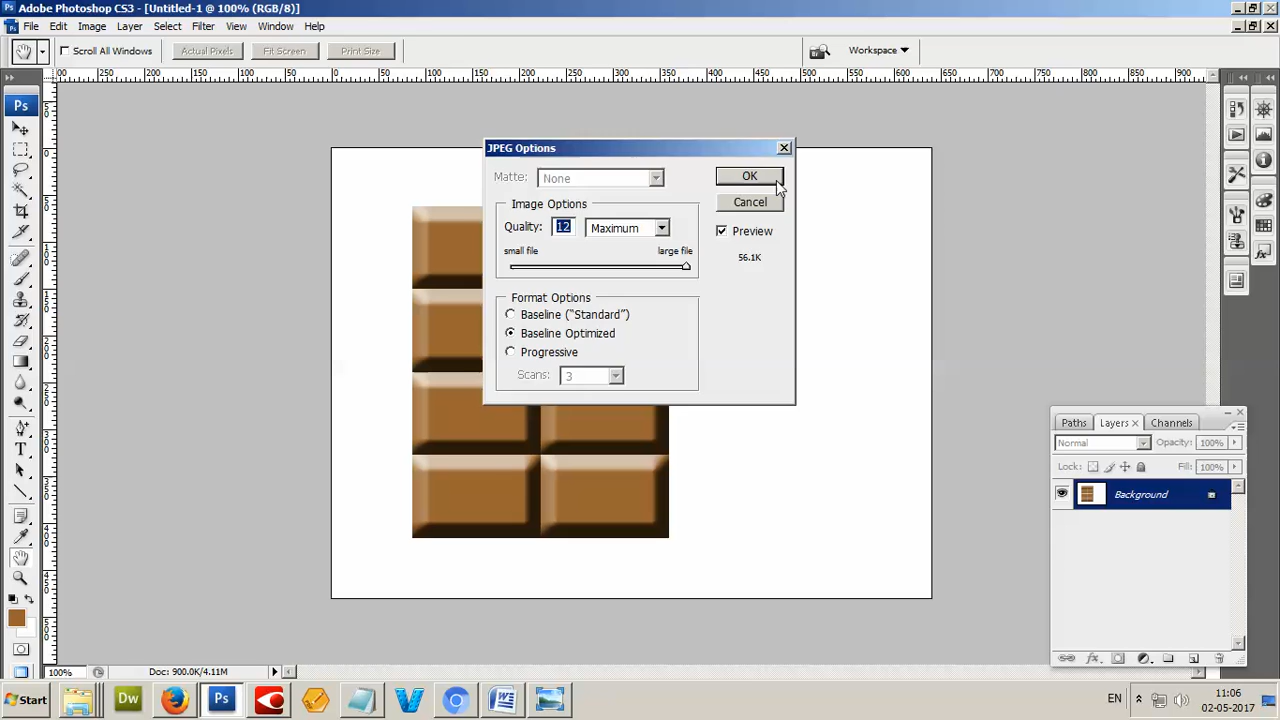 Adobe Photoshop CS3 - [Untitled-1 @ 100% (RGB/8)]
File Edit Image Layer Select Filter View Window Help
Scroll All Windows Actual Pixels Fit Screen Print Size Workspace
JPEG Options
Matte: None
OK
Cancel
Preview
56.1K
Image Options
Quality: 12 Maximum
small file large file
Format Options
Baseline ("Standard")
Baseline Optimized
Progressive
Scans: 3
Paths Layers Channels
Normal Opacity: 100%
Lock: Fill: 100%
Background
100% Doc: 900.0K/4.11M
Start Dw Ps W EN 11:06
02-05-2017